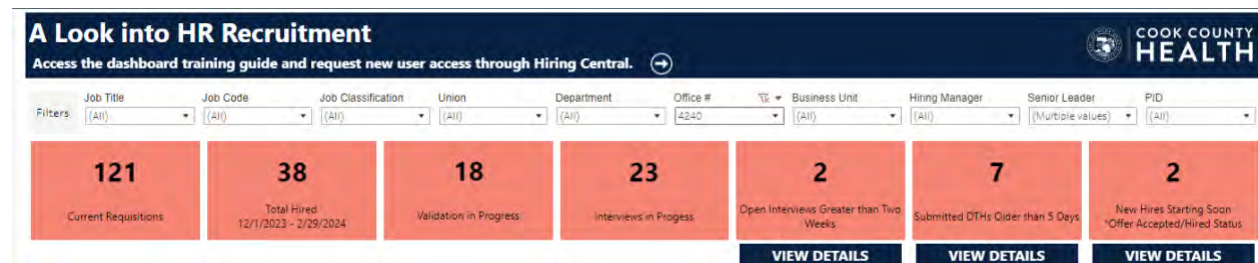 A Look into HR Recruitment
Access the dashboard training guide and request new user access through Hiring Central.
COOK COUNTY
HEALTH
Filters
Job Title
(All)
Job Code
(All)
Job Classification
(All)
Union
(All)
Department
(All)
Office #
4240
Business Unit
(All)
Hiring Manager
(All)
Senior Leader
(Multiple values)
PID
(All)
121
Current Requisitions
38
Total Hired
12/1/2023 - 2/29/2024
18
Validation in Progress
23
Interviews in Progess
2
Open Interviews Greater than Two
Weeks
VIEW DETAILS
7
Submitted DTHs Older than 5 Days
VIEW DETAILS
2
New Hires Starting Soon
*Offer Accepted/Hired Status
VIEW DETAILS